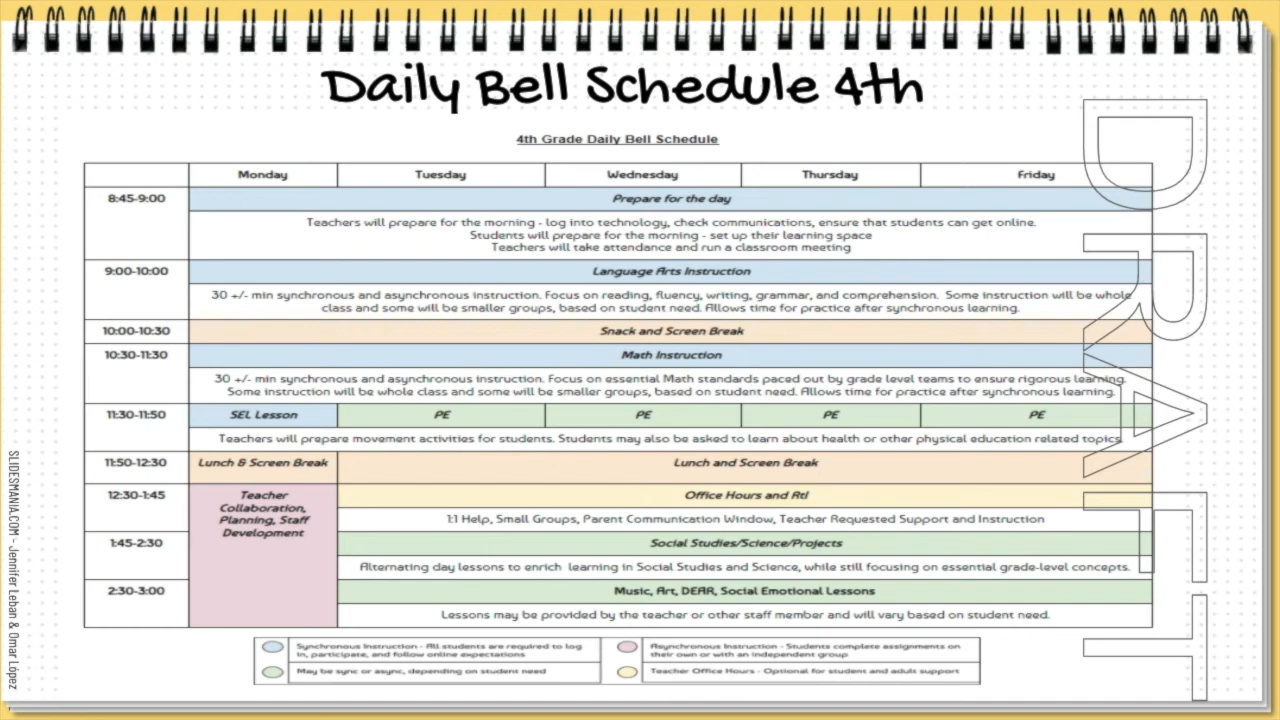 Daily Bell Schedule 4th
4th Grade Daily Bell Schedule
Monday Tuesday Wednesday Thursday Friday
8:45-9:00 Prepare for the day
Teachers will prepare for the morning - log into technology, check communications, ensure that students can get online.
Students will prepare for the morning - set up their learning space
Teachers will take attendance and run a classroom meeting
9:00-10:00 Language Arts Instruction
30 +/- min synchronous and asynchronous instruction. Focus on reading, fluency, writing, grammar, and comprehension. Some instruction will be whole
class and some will be smaller groups, based on student need. Allows time for practice after synchronous learning.
10:00-10:30 Snack and Screen Break
10:30-11:30 Math Instruction
30 +/- min synchronous and asynchronous instruction. Focus on essential Math standards paced out by grade level teams to ensure rigorous learning.
Some instruction will be whole class and some will be smaller groups, based on student need. Allows time for practice after synchronous learning.
11:30-11:50 SEL Lesson PE PE PE PE
Teachers will prepare movement activities for students. Students may also be asked to learn about health or other physical education related topics.
11:50-12:30 Lunch & Screen Break Lunch and Screen Break
12:30-1:45 Teacher
Collaboration,
Planning, Staff
Development
Office Hours and RtI
1:1 Help, Small Groups, Parent Communication Window, Teacher Requested Support and Instruction
1:45-2:30 Social Studies/Science/Projects
Alternating day lessons to enrich learning in Social Studies and Science, while still focusing on essential grade-level concepts.
2:30-3:00 Music, Art, DEAR, Social Emotional Lessons
Lessons may be provided by the teacher or other staff member and will vary based on student need.
Synchronous Instruction - All students are required to log
in, participate, and follow online expectations
Asynchronous Instruction - Students complete assignments on
their own or with an independent group
May be sync or async, depending on student need
Teacher Office Hours - Optional for student and adult support
DRAFT
SLIDESMANIA.COM - Jennifer Leban & Omar López